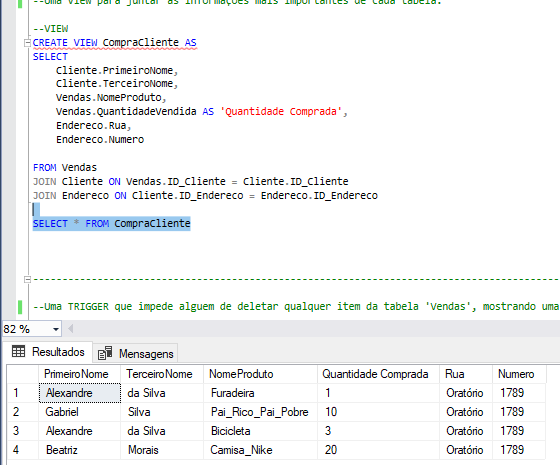 --Uma view para juntar as informações mais importantes de cada tabela.
--VIEW
CREATE VIEW CompraCliente AS
SELECT
Cliente.PrimeiroNome,
Cliente.TerceiroNome,
Vendas.NomeProduto,
Vendas.QuantidadeVendida AS 'Quantidade Comprada',
Endereco.Rua,
Endereco.Numero
FROM Vendas
JOIN Cliente ON Vendas.ID_Cliente = Cliente.ID_Cliente
JOIN Endereco ON Cliente.ID_Endereco = Endereco.ID_Endereco
SELECT * FROM CompraCliente
--Uma TRIGGER que impede alguem de deletar qualquer item da tabela 'Vendas', mostrando uma
82 %
Resultados Mensagens
PrimeiroNome TerceiroNome NomeProduto Quantidade Comprada Rua Numero
1 Alexandre da Silva Furadeira 1 Oratório 1789
2 Gabriel Silva Pai_Rico_Pai_Pobre 10 Oratório 1789
3 Alexandre da Silva Bicicleta 3 Oratório 1789
4 Beatriz Morais Camisa_Nike 20 Oratório 1789